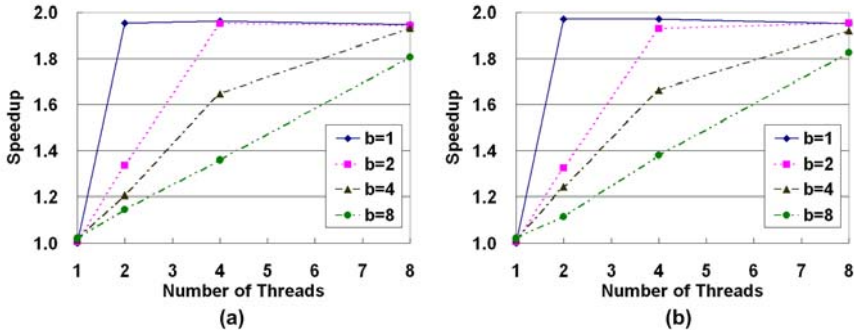 2.0
1.8
1.6
1.4
1.2
1.0
Speedup
b=1
b=2
b=4
b=8
1 2 3 4 5 6 7 8
Number of Threads
(a)
2.0
1.8
1.6
1.4
1.2
1.0
Speedup
b=1
b=2
b=4
b=8
1 2 3 4 5 6 7 8
Number of Threads
(b)